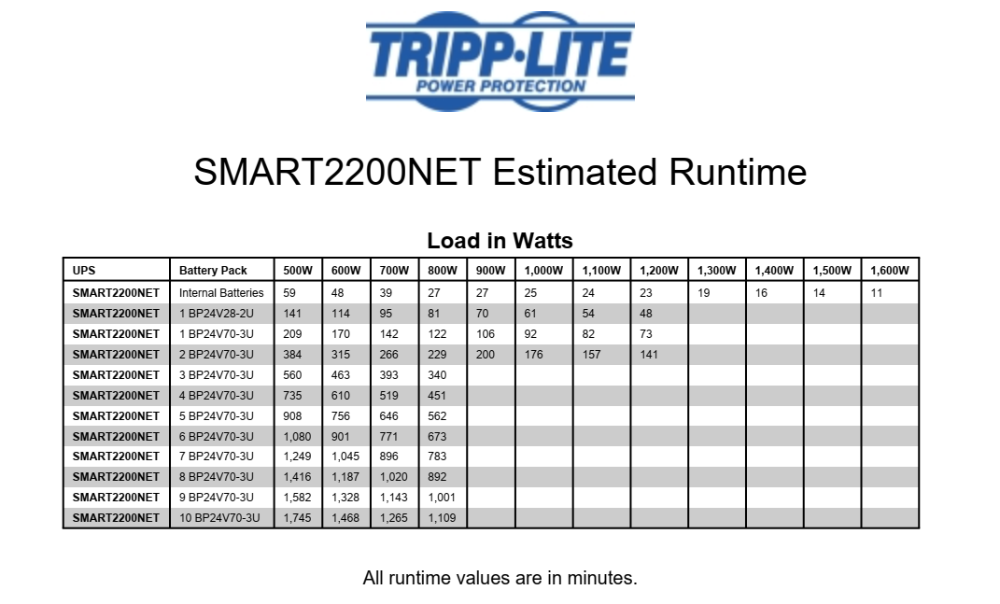 TRIPP·LITE
POWER PROTECTION
SMART2200NET Estimated Runtime
Load in Watts
UPS Battery Pack 500W 600W 700W 800W 900W 1,000W 1,100W 1,200W 1,300W 1,400W 1,500W 1,600W
SMART2200NET Internal Batteries 59 48 39 27 27 25 24 23 19 16 14 11
SMART2200NET 1 BP24V28-2U 141 114 95 81 70 61 54 48
SMART2200NET 1 BP24V70-3U 209 170 142 122 106 92 82 73
SMART2200NET 2 BP24V70-3U 384 315 266 229 200 176 157 141
SMART2200NET 3 BP24V70-3U 560 463 393 340
SMART2200NET 4 BP24V70-3U 735 610 519 451
SMART2200NET 5 BP24V70-3U 908 756 646 562
SMART2200NET 6 BP24V70-3U 1,080 901 771 673
SMART2200NET 7 BP24V70-3U 1,249 1,045 896 783
SMART2200NET 8 BP24V70-3U 1,416 1,187 1,020 892
SMART2200NET 9 BP24V70-3U 1,582 1,328 1,143 1,001
SMART2200NET 10 BP24V70-3U 1,745 1,468 1,265 1,109
All runtime values are in minutes.